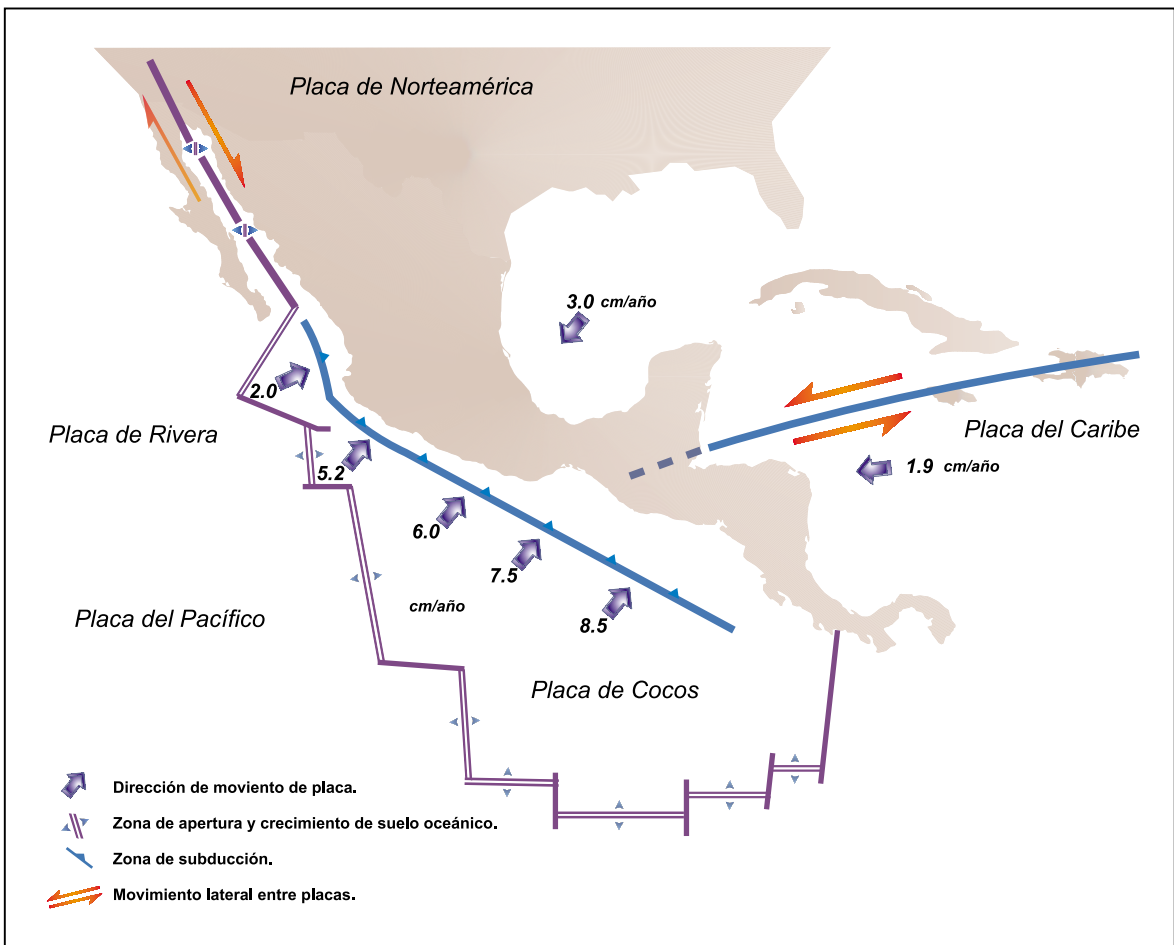 Placa de Norteamérica
3.0 cm/año
2.0
Placa de Rivera
Placa del Caribe
5.2
1.9 cm/año
6.0
7.5
cm/año
Placa del Pacífico
8.5
Placa de Cocos
Dirección de moviento de placa.
Zona de apertura y crecimiento de suelo oceánico.
Zona de subducción.
Movimiento lateral entre placas.